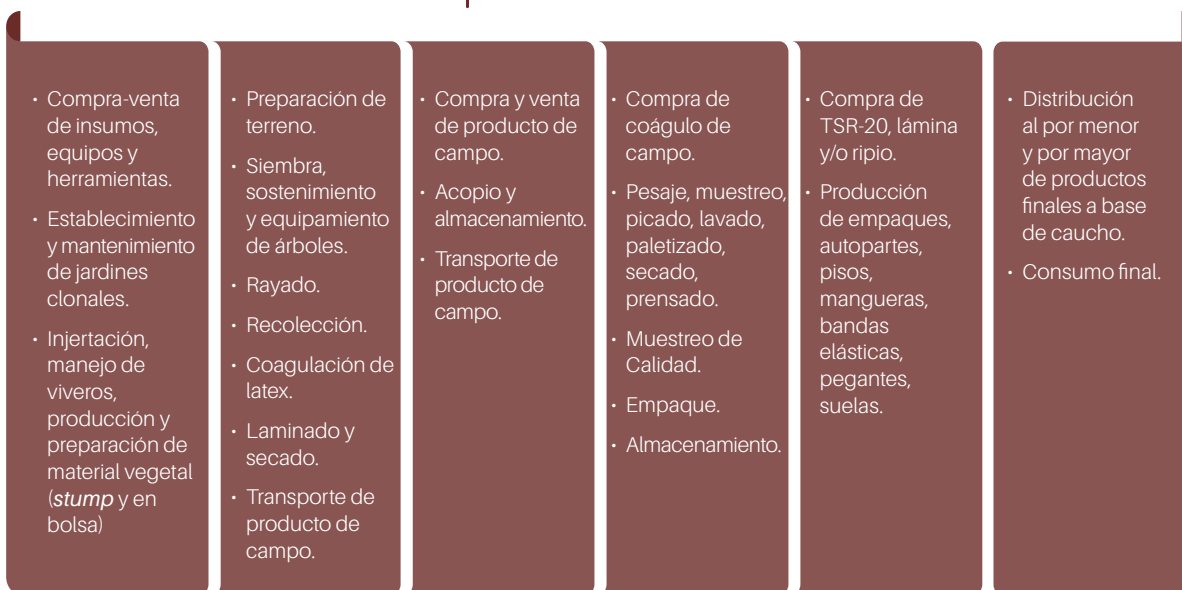 · Compra-venta
de insumos,
equipos y
herramientas.
· Establecimiento
y mantenimiento
de jardines
clonales.
· Injertación,
manejo de
viveros,
producción y
preparación de
material vegetal
(stump y en
bolsa)
· Preparación de
terreno.
· Siembra,
sostenimiento
y equipamiento
de árboles.
· Rayado.
· Recolección.
· Coagulación de
latex.
· Laminado y
secado.
· Transporte de
producto de
campo.
· Compra y venta
de producto de
campo.
· Acopio y
almacenamiento.
· Transporte de
producto de
campo.
· Compra de
coágulo de
campo.
· Pesaje, muestreo,
picado, lavado,
paletizado,
secado,
prensado.
· Muestreo de
Calidad.
· Empaque.
· Almacenamiento.
· Compra de
TSR-20, lámina
y/o ripio.
· Producción
de empaques,
autopartes,
pisos,
mangueras,
bandas
elásticas,
pegantes,
suelas.
· Distribución
al por menor
y por mayor
de productos
finales a base
de caucho.
· Consumo final.